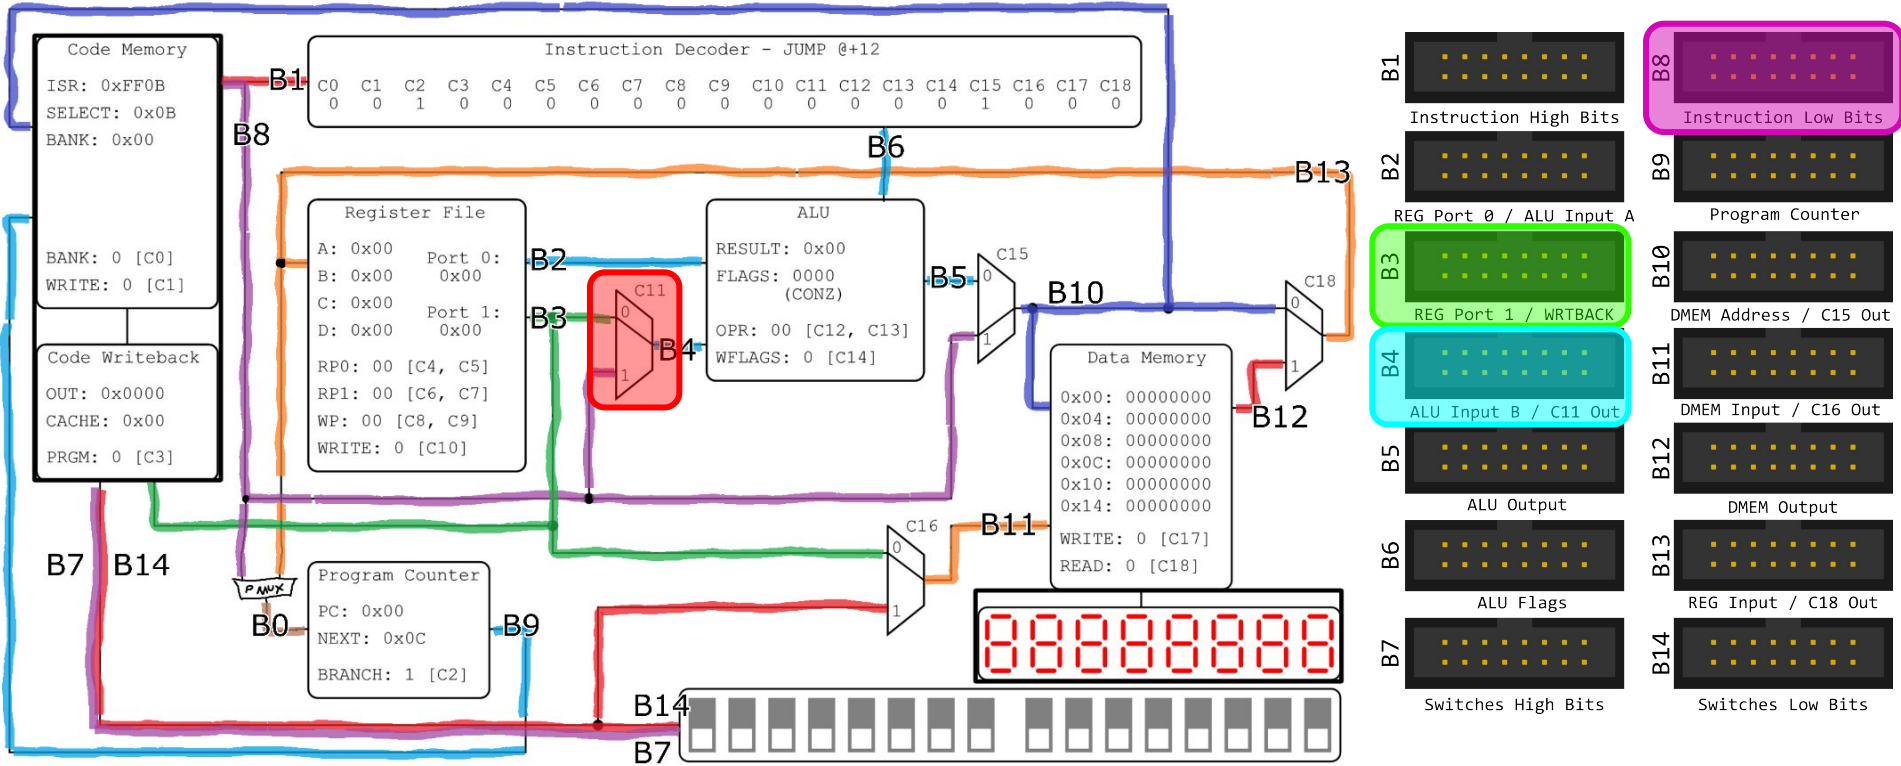 Code Memory
ISR: 0xFF0B
SELECT: 0x0B
BANK: 0x00
BANK: 0 [C0]
WRITE: 0 [C1]
Code Writeback
OUT: 0x0000
CACHE: 0x00
PRGM: 0 [C3]
B1
B8
Instruction Decoder - JUMP @+12
C0 C1 C2 C3 C4 C5 C6 C7 C8 C9 C10 C11 C12 C13 C14 C15 C16 C17 C18
0 0 1 0 0 0 0 0 0 0 0 0 0 0 0 1 0 0 0
B6
B13
Register File
A: 0x00
B: 0x00
C: 0x00
D: 0x00
Port 0:
0x00
Port 1:
0x00
RP0: 00 [C4, C5]
RP1: 00 [C6, C7]
WP: 00 [C8, C9]
WRITE: 0 [C10]
B2
B3
C11
0
1
B4
ALU
RESULT: 0x00
FLAGS: 0000
(CONZ)
OPR: 00 [C12, C13]
WFLAGS: 0 [C14]
B5
C15
0
1
B10
C18
0
1
B12
Data Memory
0x00: 00000000
0x04: 00000000
0x08: 00000000
0x0C: 00000000
0x10: 00000000
0x14: 00000000
WRITE: 0 [C17]
READ: 0 [C18]
C16
0
1
B11
B7
B14
P MUX
B0
Program Counter
PC: 0x00
NEXT: 0x0C
BRANCH: 1 [C2]
B9
88888888
B14
B7
B1
Instruction High Bits
B2
REG Port 0 / ALU Input A
B3
REG Port 1 / WRTBACK
B4
ALU Input B / C11 Out
B5
ALU Output
B6
ALU Flags
B7
Switches High Bits
B8
Instruction Low Bits
B9
Program Counter
B10
DMEM Address / C15 Out
B11
DMEM Input / C16 Out
B12
DMEM Output
B13
REG Input / C18 Out
B14
Switches Low Bits